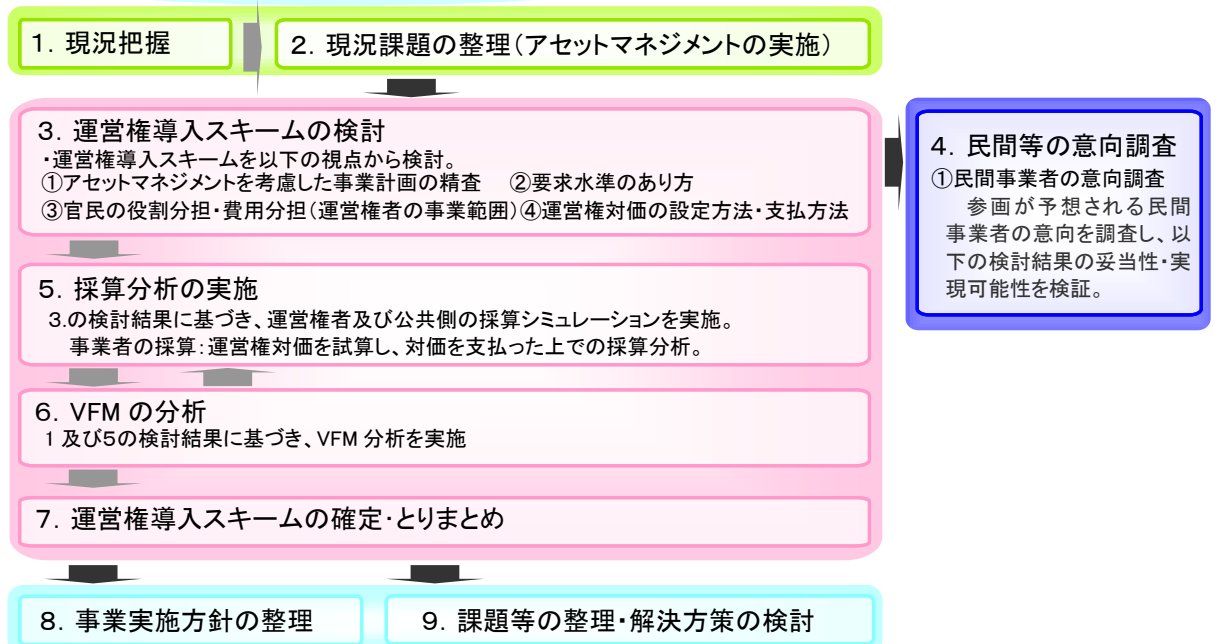 1. 現況把握
2. 現況課題の整理(アセットマネジメントの実施)
3. 運営権導入スキームの検討
・運営権導入スキームを以下の視点から検討。
①アセットマネジメントを考慮した事業計画の精査　②要求水準のあり方
③官民の役割分担・費用分担(運営権者の事業範囲)④運営権対価の設定方法・支払方法
4. 民間等の意向調査
①民間事業者の意向調査
参画が予想される民間
事業者の意向を調査し、以
下の検討結果の妥当性・実
現可能性を検証。
5. 採算分析の実施
3.の検討結果に基づき、運営権者及び公共側の採算シミュレーションを実施。
事業者の採算:運営権対価を試算し、対価を支払った上での採算分析。
6. VFM の分析
1 及び5の検討結果に基づき、VFM 分析を実施
7. 運営権導入スキームの確定・とりまとめ
8. 事業実施方針の整理
9. 課題等の整理・解決方策の検討